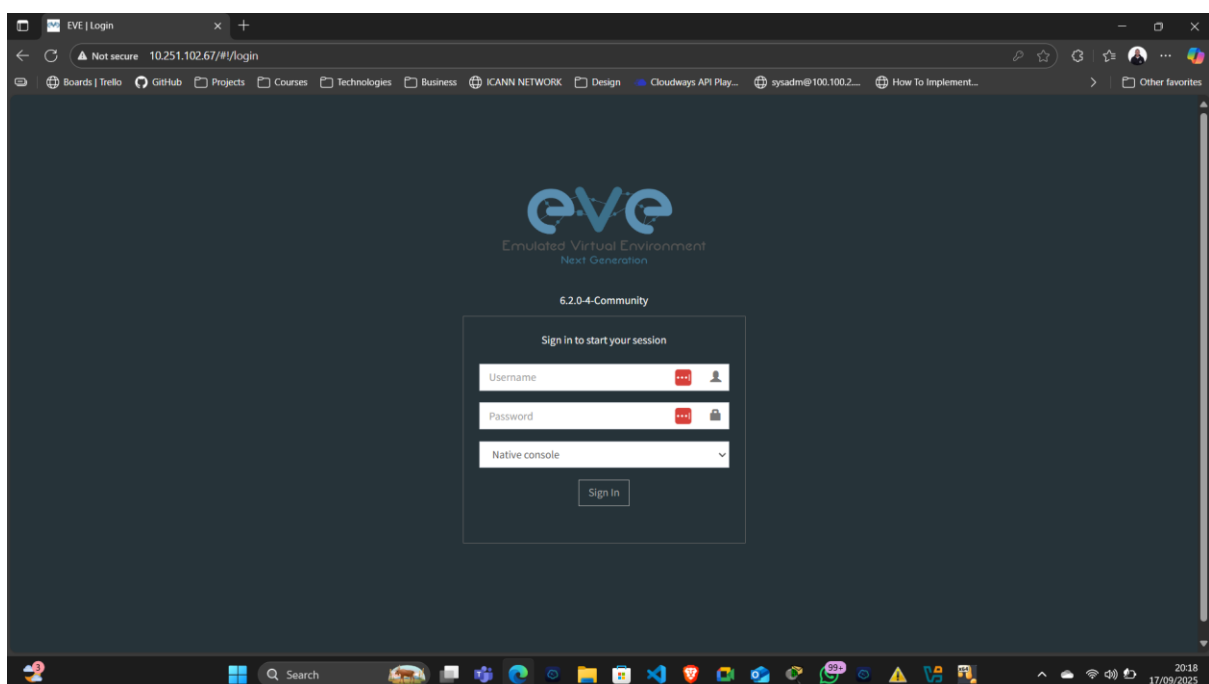 EVE | Login
Not secure 10.251.102.67/#!/login
Boards | Trello GitHub Projects Courses Technologies Business ICANN NETWORK Design Cloudways API Play... sysadm@100.100.2.... How To Implement... Other favorites
eve
Emulated Virtual Environment
Next Generation
6.2.0-4-Community
Sign in to start your session
Username
Password
Native console
Sign In
3 Search 99+ 20:18
17/09/2025